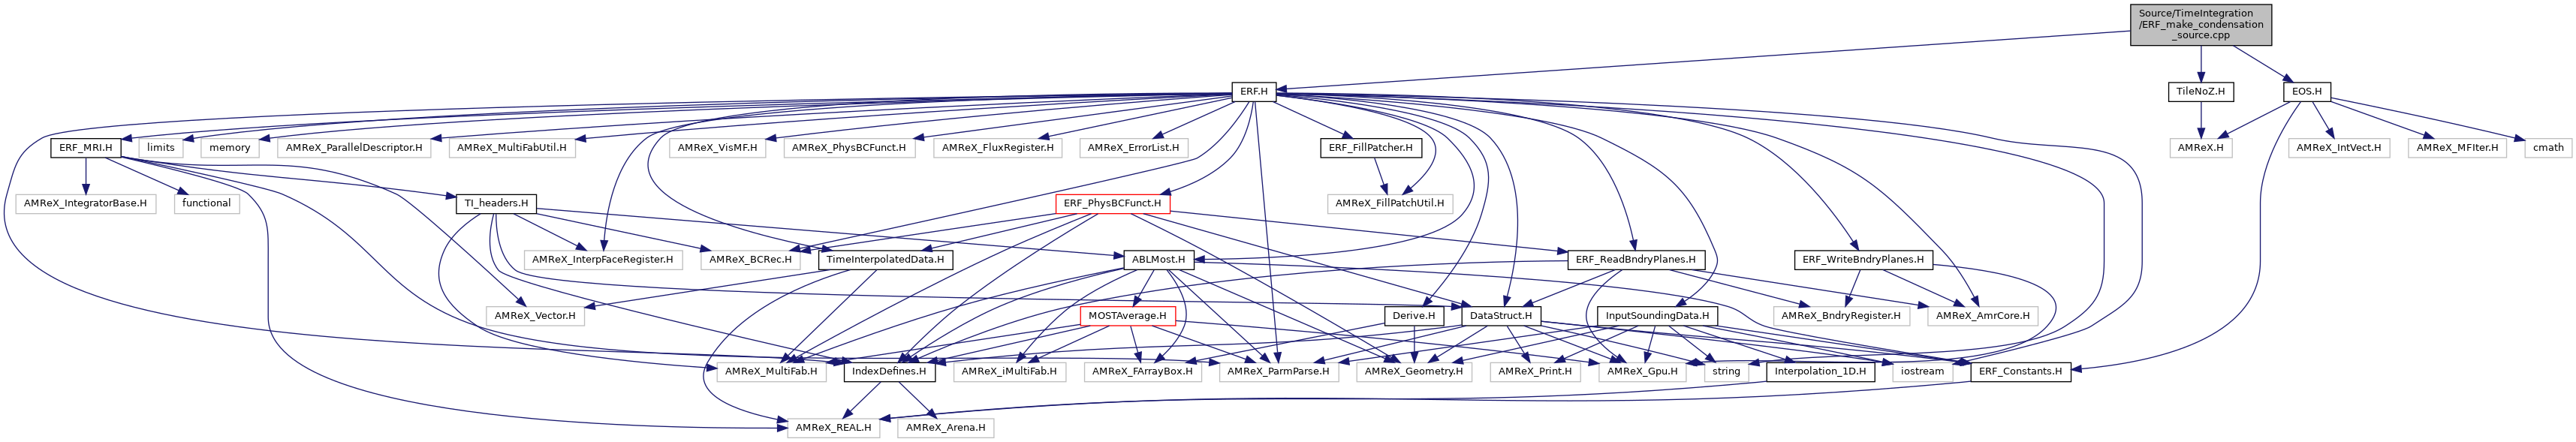 Source/TimeIntegration
/ERF_make_condensation
_source.cpp
ERF.H
TileNoZ.H
EOS.H
ERF_MRI.H
limits
memory
AMReX_ParallelDescriptor.H
AMReX_MultiFabUtil.H
AMReX_VisMF.H
AMReX_PhysBCFunct.H
AMReX_FluxRegister.H
AMReX_ErrorList.H
ERF_FillPatcher.H
AMReX.H
AMReX_IntVect.H
AMReX_MFIter.H
cmath
AMReX_IntegratorBase.H
functional
TI_headers.H
ERF_PhysBCFunct.H
AMReX_FillPatchUtil.H
AMReX_InterpFaceRegister.H
AMReX_BCRec.H
TimeInterpolatedData.H
ABLMost.H
ERF_ReadBndryPlanes.H
ERF_WriteBndryPlanes.H
AMReX_Vector.H
MOSTAverage.H
Derive.H
DataStruct.H
InputSoundingData.H
AMReX_BndryRegister.H
AMReX_AmrCore.H
AMReX_MultiFab.H
IndexDefines.H
AMReX_iMultiFab.H
AMReX_FArrayBox.H
AMReX_ParmParse.H
AMReX_Geometry.H
AMReX_Print.H
AMReX_Gpu.H
string
Interpolation_1D.H
iostream
ERF_Constants.H
AMReX_REAL.H
AMReX_Arena.H